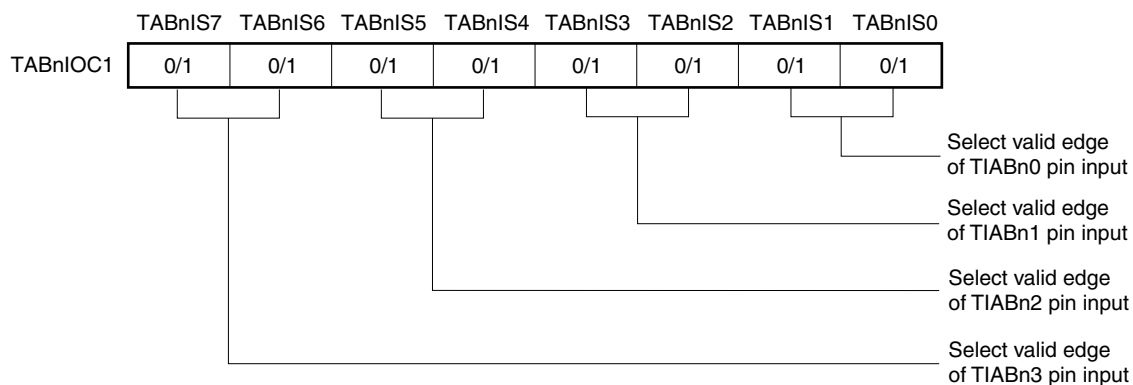 TABnIS7 TABnIS6 TABnIS5 TABnIS4 TABnIS3 TABnIS2 TABnIS1 TABnIS0
TABnIOC1 0/1 0/1 0/1 0/1 0/1 0/1 0/1 0/1
Select valid edge
of TIABn0 pin input
Select valid edge
of TIABn1 pin input
Select valid edge
of TIABn2 pin input
Select valid edge
of TIABn3 pin input